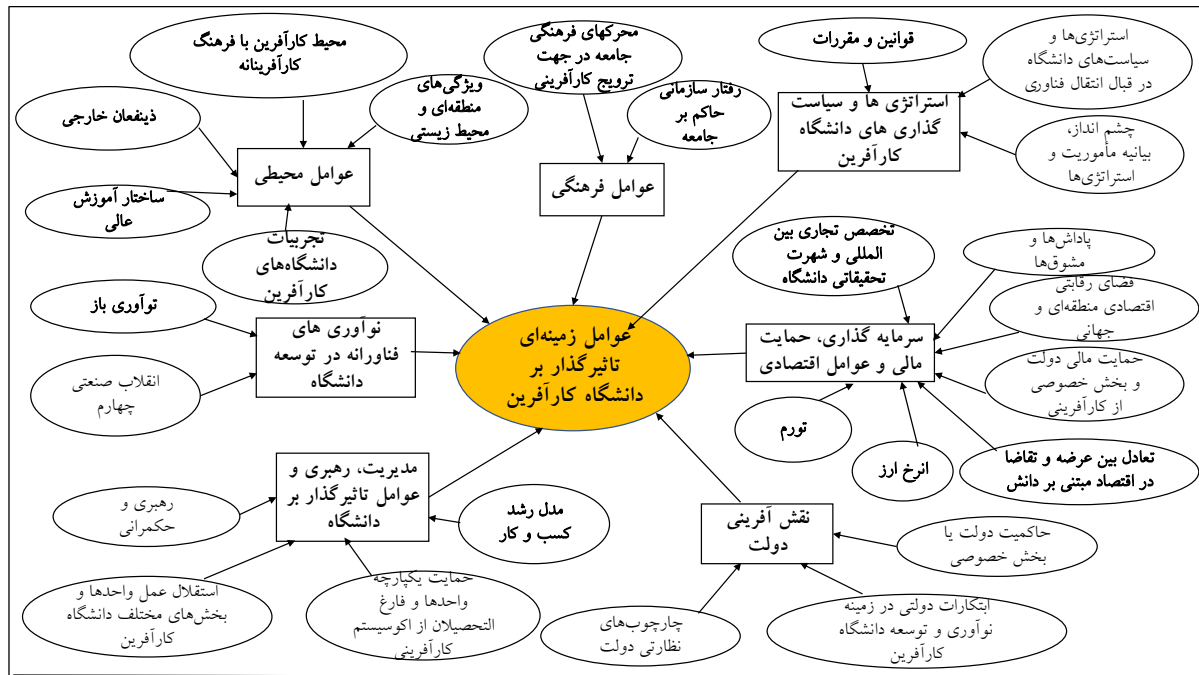 استراتژی‌ها و
سیاست‌های دانشگاه
در قبال انتقال فناوری
قوانین و مقررات
چشم انداز،
بیانیه مأموریت و
استراتژی‌ها
استراتژی ها و سیاست
گذاری های دانشگاه
کارآفرین
محرکهای فرهنگی
جامعه در جهت
ترویج کارآفرینی
رفتار سازمانی
حاکم بر
جامعه
عوامل فرهنگی
محیط کارآفرین با فرهنگ
کارآفرینانه
ویژگی‌های
منطقه‌ای و
محیط زیستی
ذینفعان خارجی
ساختار آموزش
عالی
تجربیات
دانشگاه‌های
کارآفرین
عوامل محیطی
پاداش‌ها و
مشوق‌ها
فضای رقابتی
اقتصادی منطقه‌ای و
جهانی
حمایت مالی دولت
و بخش خصوصی
از کارآفرینی
تعادل بین عرضه و تقاضا
در اقتصاد مبتنی بر دانش
تخصص تجاری بین
المللی و شهرت
تحقیقاتی دانشگاه
سرمایه گذاری، حمایت
مالی و عوامل اقتصادی
تورم
انرخ ارز
عوامل زمینه‌ای
تاثیرگذار بر
دانشگاه کارآفرین
نوآوری های
فناورانه در توسعه
دانشگاه
توآوری باز
انقلاب صنعتی
چهارم
نقش آفرینی
دولت
حاکمیت دولت یا
بخش خصوصی
ابتکارات دولتی در زمینه
نوآوری و توسعه دانشگاه
کارآفرین
چارچوب‌های
نظارتی دولت
مدیریت، رهبری و
عوامل تاثیرگذار بر
دانشگاه
مدل رشد
کسب و کار
رهبری و
حکمرانی
حمایت یکپارچه
واحدها و فارغ
التحصیلان از اکوسیستم
کارآفرینی
استقلال عمل واحدها و
بخش‌های مختلف دانشگاه
کارآفرین